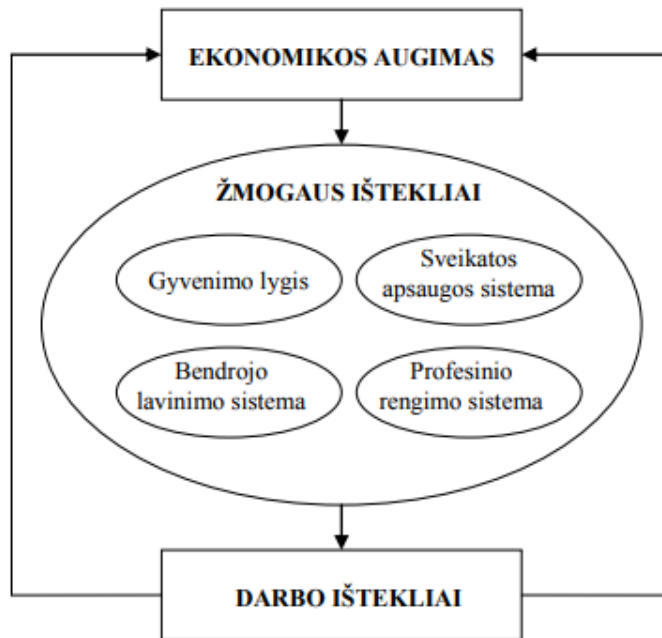 EKONOMIKOS AUGIMAS
ŽMOGAUS IŠTEKLIAI
Gyvenimo lygis
Sveikatos
apsaugos sistema
Bendrojo
lavinimo sistema
Profesinio
rengimo sistema
DARBO IŠTEKLIAI